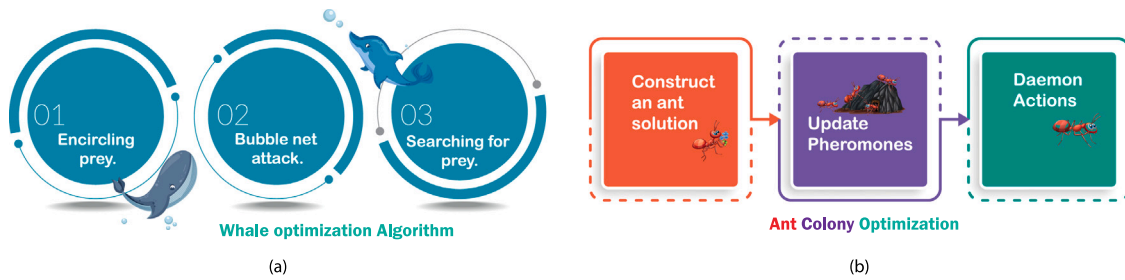 01
Encircling
prey.
02
Bubble net
attack.
03
Searching for
prey.
Whale optimization Algorithm
(a)
Construct
an ant
solution
Update
Pheromones
Daemon
Actions
Ant Colony Optimization
(b)